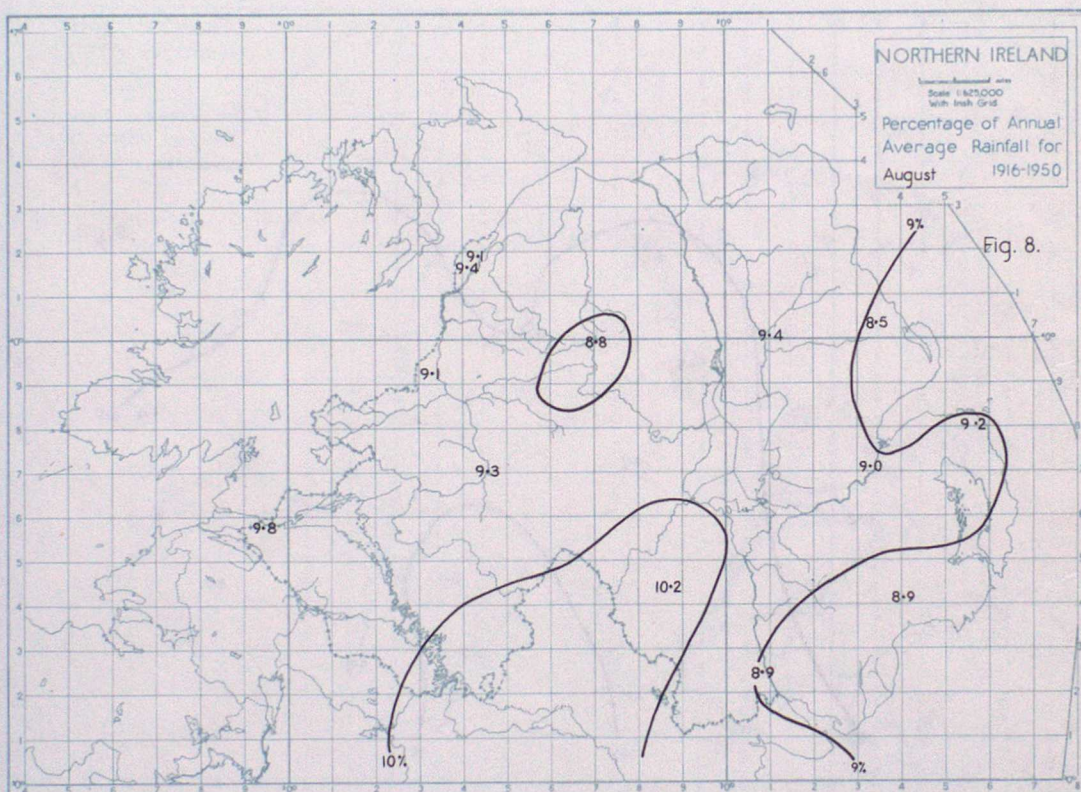 NORTHERN IRELAND
Scale 1:625,000
With Irish Grid
Percentage of Annual
Average Rainfall for
August 1916-1950
Fig. 8.
9%
9·1
9·4
8·5
8·8
9·4
9·1
9·2
9·3
9·0
9·8
10·2
8·9
8·9
10%
9%